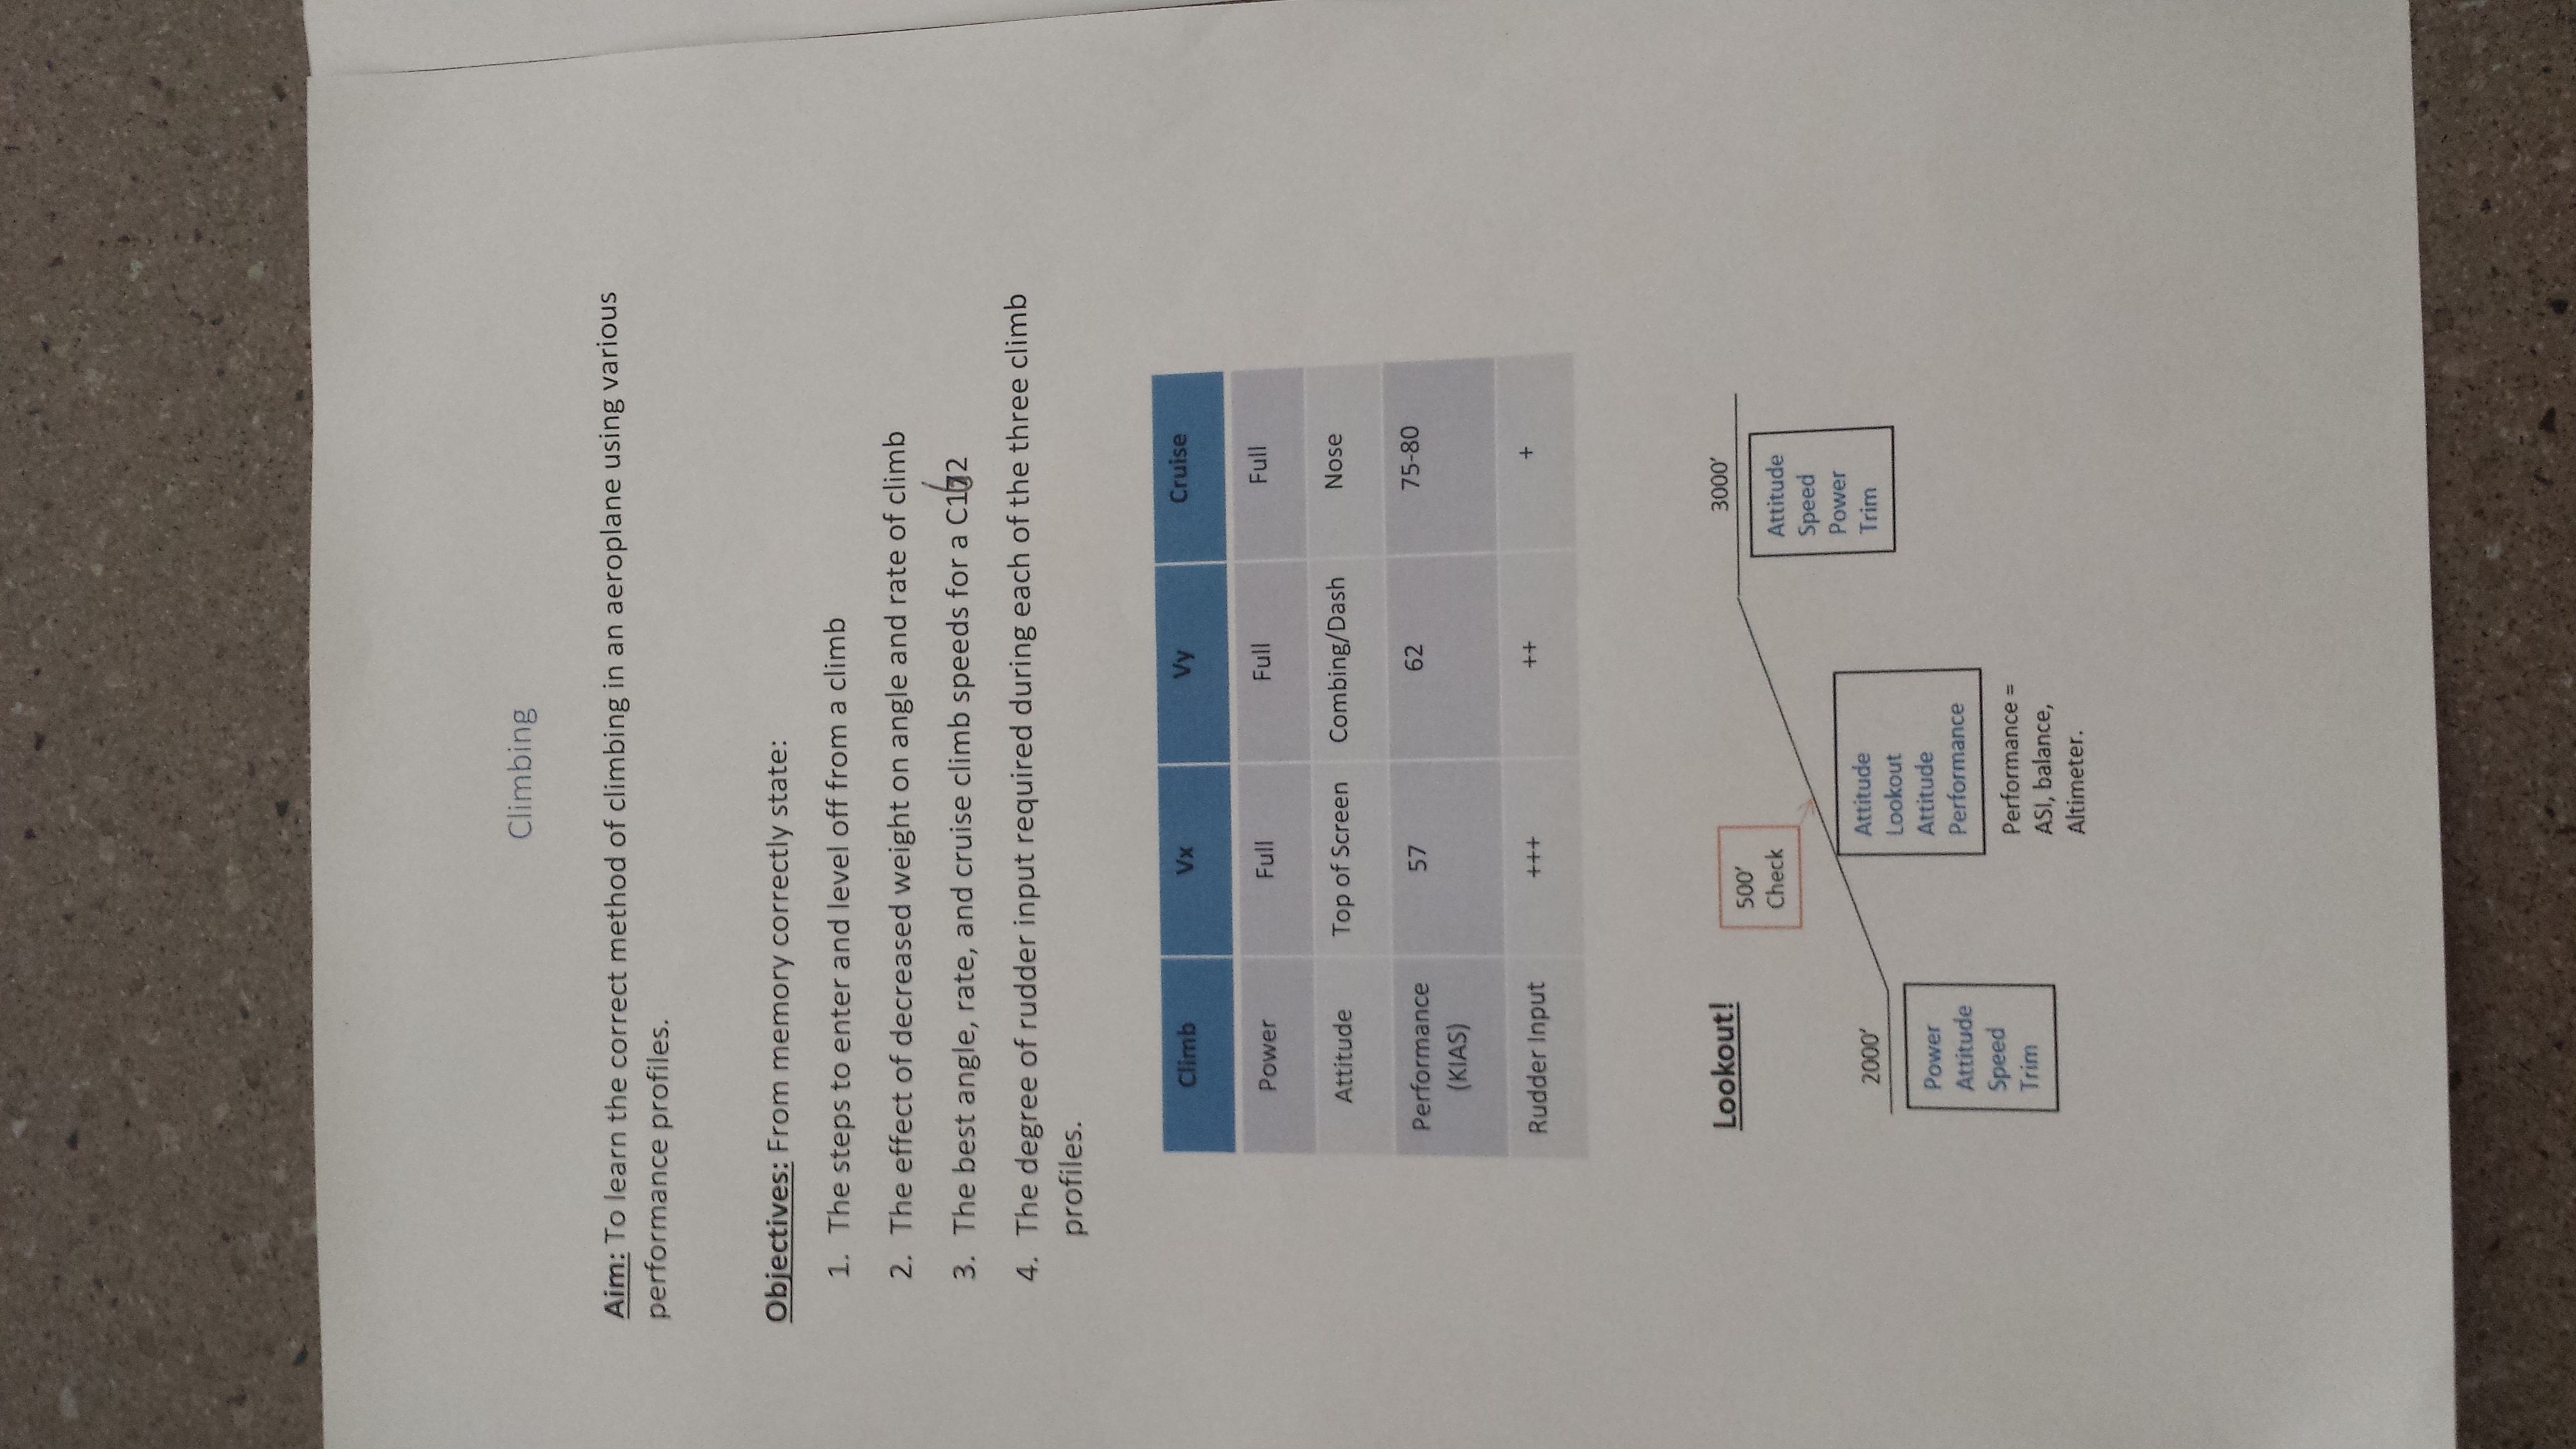 Climbing
Aim: To learn the correct method of climbing in an aeroplane using various
performance profiles.
Objectives: From memory correctly state:
1. The steps to enter and level off from a climb
2. The effect of decreased weight on angle and rate of climb
3. The best angle, rate, and cruise climb speeds for a C162
4. The degree of rudder input required during each of the three climb
profiles.
Climb Vx Vy Cruise
Power Full Full Full
Attitude Top of Screen Combing/Dash Nose
Performance
(KIAS) 57 62 75-80
Rudder Input +++ ++ +
Lookout!
2000'
Power
Attitude
Speed
Trim
500'
Check
Attitude
Lookout
Attitude
Performance
Performance =
ASI, balance,
Altimeter.
3000'
Attitude
Speed
Power
Trim